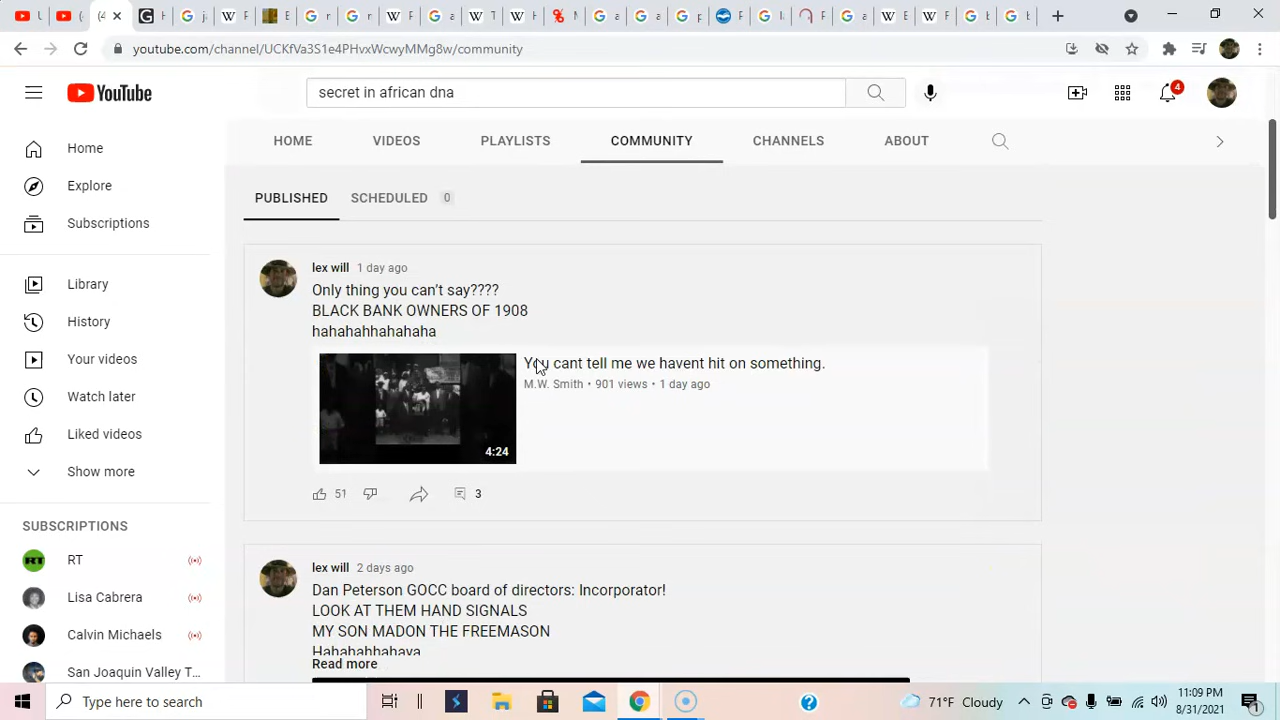 youtube.com/channel/UCKfVa3S1e4PHvxWcwyMMg8w/community
YouTube
secret in african dna
4
HOME
VIDEOS
PLAYLISTS
COMMUNITY
CHANNELS
ABOUT
Home
Explore
Subscriptions
Library
History
Your videos
Watch later
Liked videos
Show more
SUBSCRIPTIONS
RT
Lisa Cabrera
Calvin Michaels
San Joaquin Valley T...
PUBLISHED
SCHEDULED 0
lex will 1 day ago
Only thing you can't say????
BLACK BANK OWNERS OF 1908
hahahahhahahaha
You cant tell me we havent hit on something.
M.W. Smith • 901 views • 1 day ago
4:24
51
3
lex will 2 days ago
Dan Peterson GOCC board of directors: Incorporator!
LOOK AT THEM HAND SIGNALS
MY SON MADON THE FREEMASON
Hahahahhahaya
Read more
Type here to search
71°F Cloudy
11:09 PM
8/31/2021
1